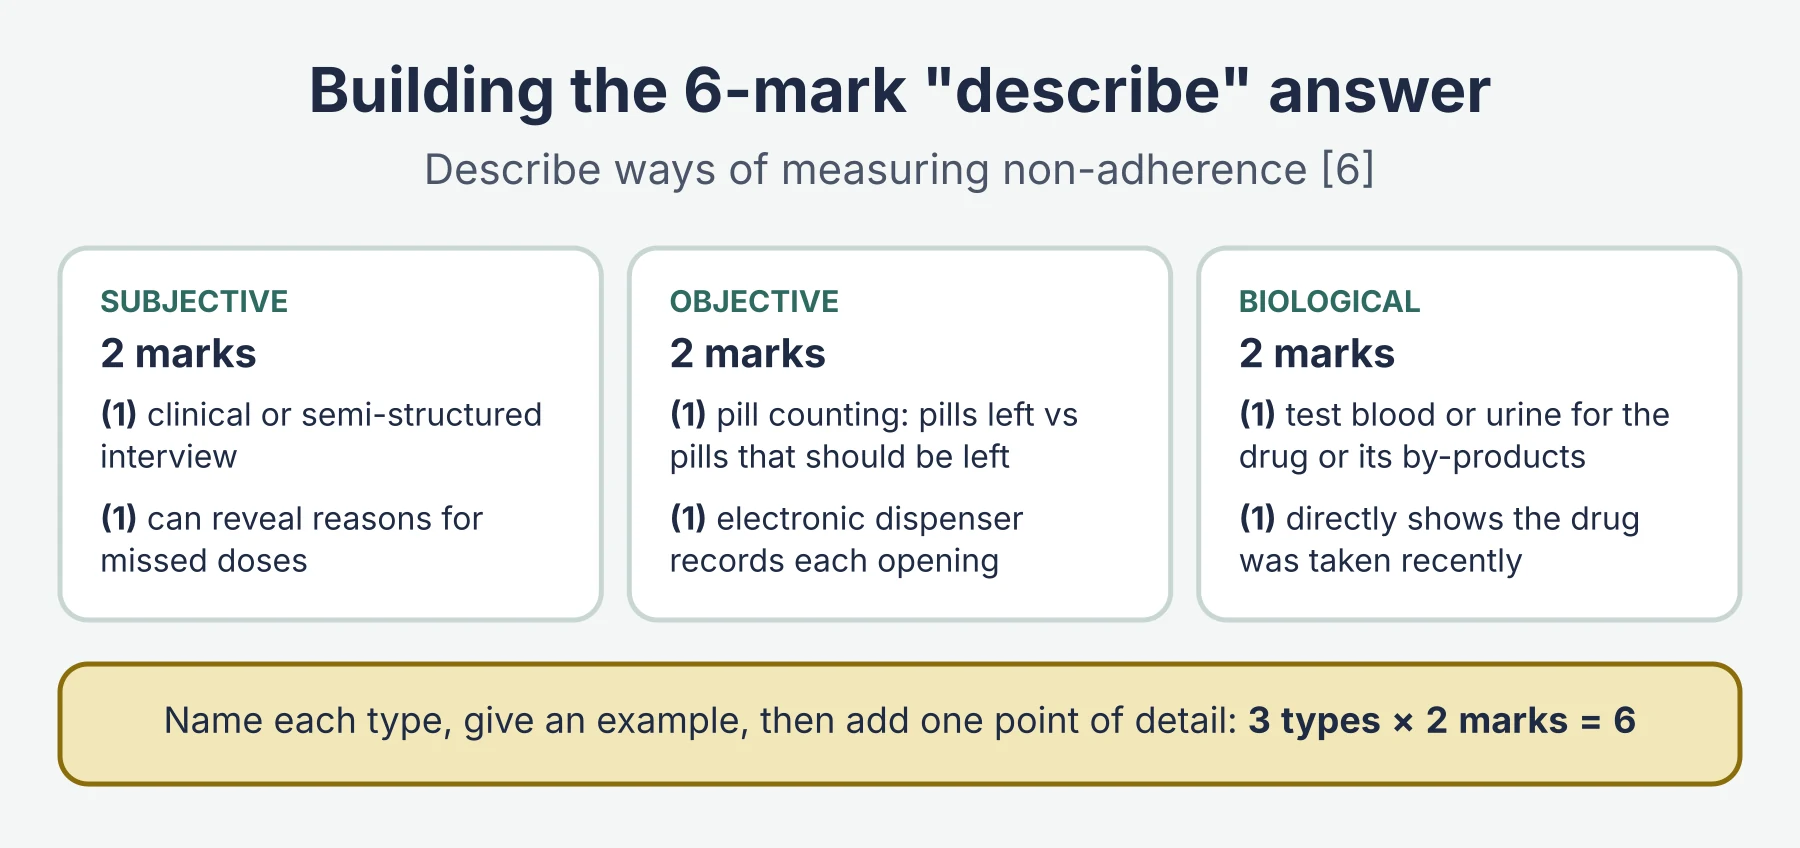 Building the 6-mark "describe" answer
Describe ways of measuring non-adherence [6]
SUBJECTIVE
2 marks
(1) clinical or semi-structured
interview
(1) can reveal reasons for
missed doses
OBJECTIVE
2 marks
(1) pill counting: pills left vs
pills that should be left
(1) electronic dispenser
records each opening
BIOLOGICAL
2 marks
(1) test blood or urine for the
drug or its by-products
(1) directly shows the drug
was taken recently
Name each type, give an example, then add one point of detail: 3 types × 2 marks = 6